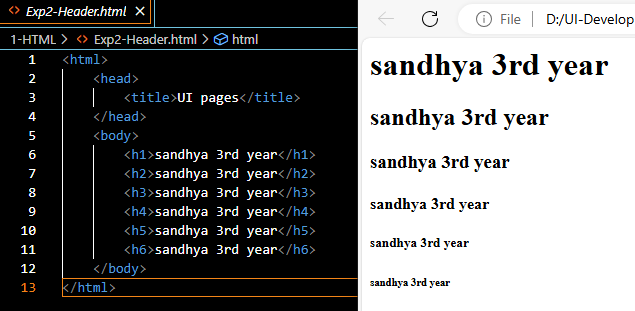 Exp2-Header.html
1-HTML > Exp2-Header.html > html
1 <html>
2 <head>
3 <title>UI pages</title>
4 </head>
5 <body>
6 <h1>sandhya 3rd year</h1>
7 <h2>sandhya 3rd year</h2>
8 <h3>sandhya 3rd year</h3>
9 <h4>sandhya 3rd year</h4>
10 <h5>sandhya 3rd year</h5>
11 <h6>sandhya 3rd year</h6>
12 </body>
13 </html>
File D:/UI-Develop
sandhya 3rd year
sandhya 3rd year
sandhya 3rd year
sandhya 3rd year
sandhya 3rd year
sandhya 3rd year